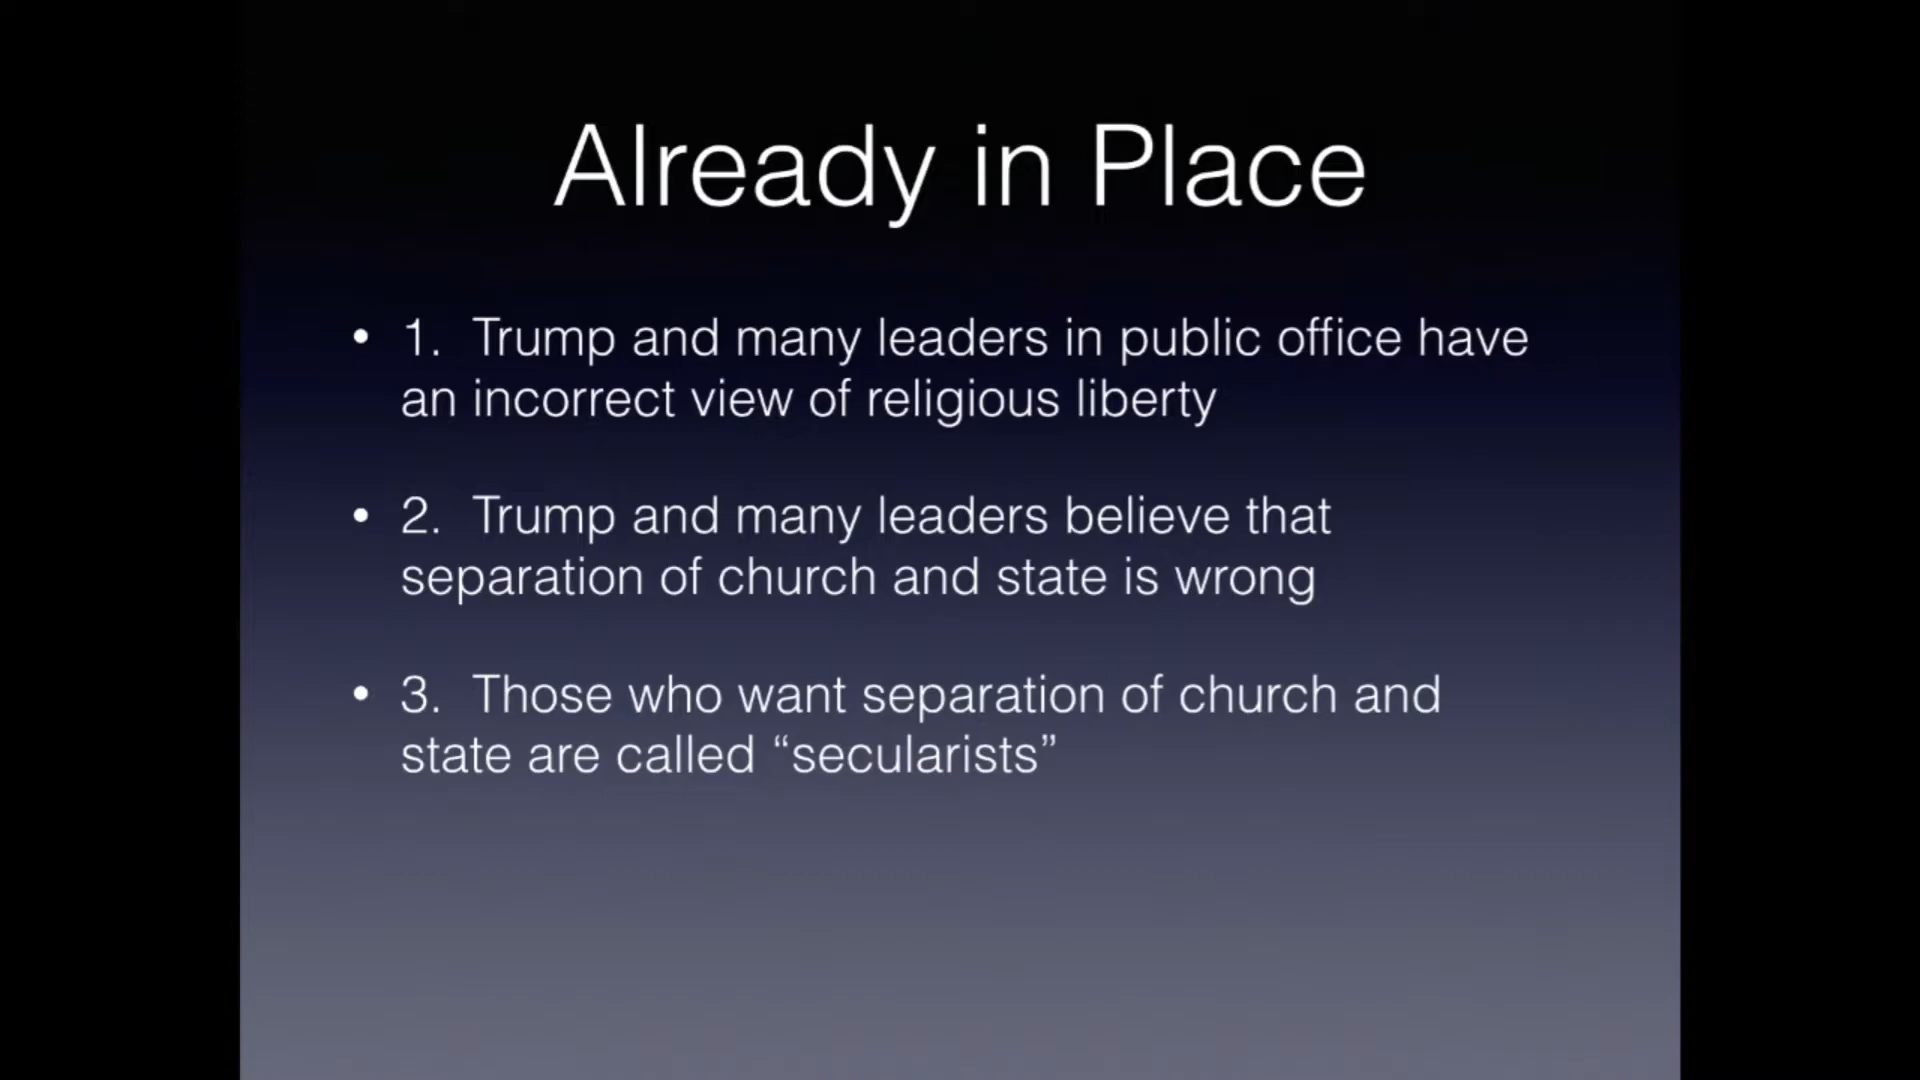 Already in Place
• 1. Trump and many leaders in public office have
an incorrect view of religious liberty
• 2. Trump and many leaders believe that
separation of church and state is wrong
• 3. Those who want separation of church and
state are called “secularists”